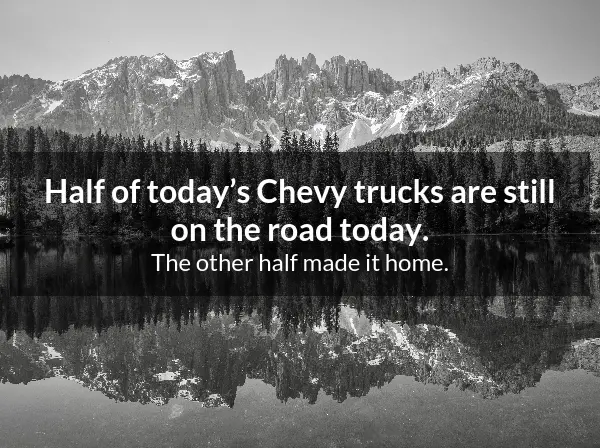 Half of today’s Chevy trucks are still
on the road today.
The other half made it home.